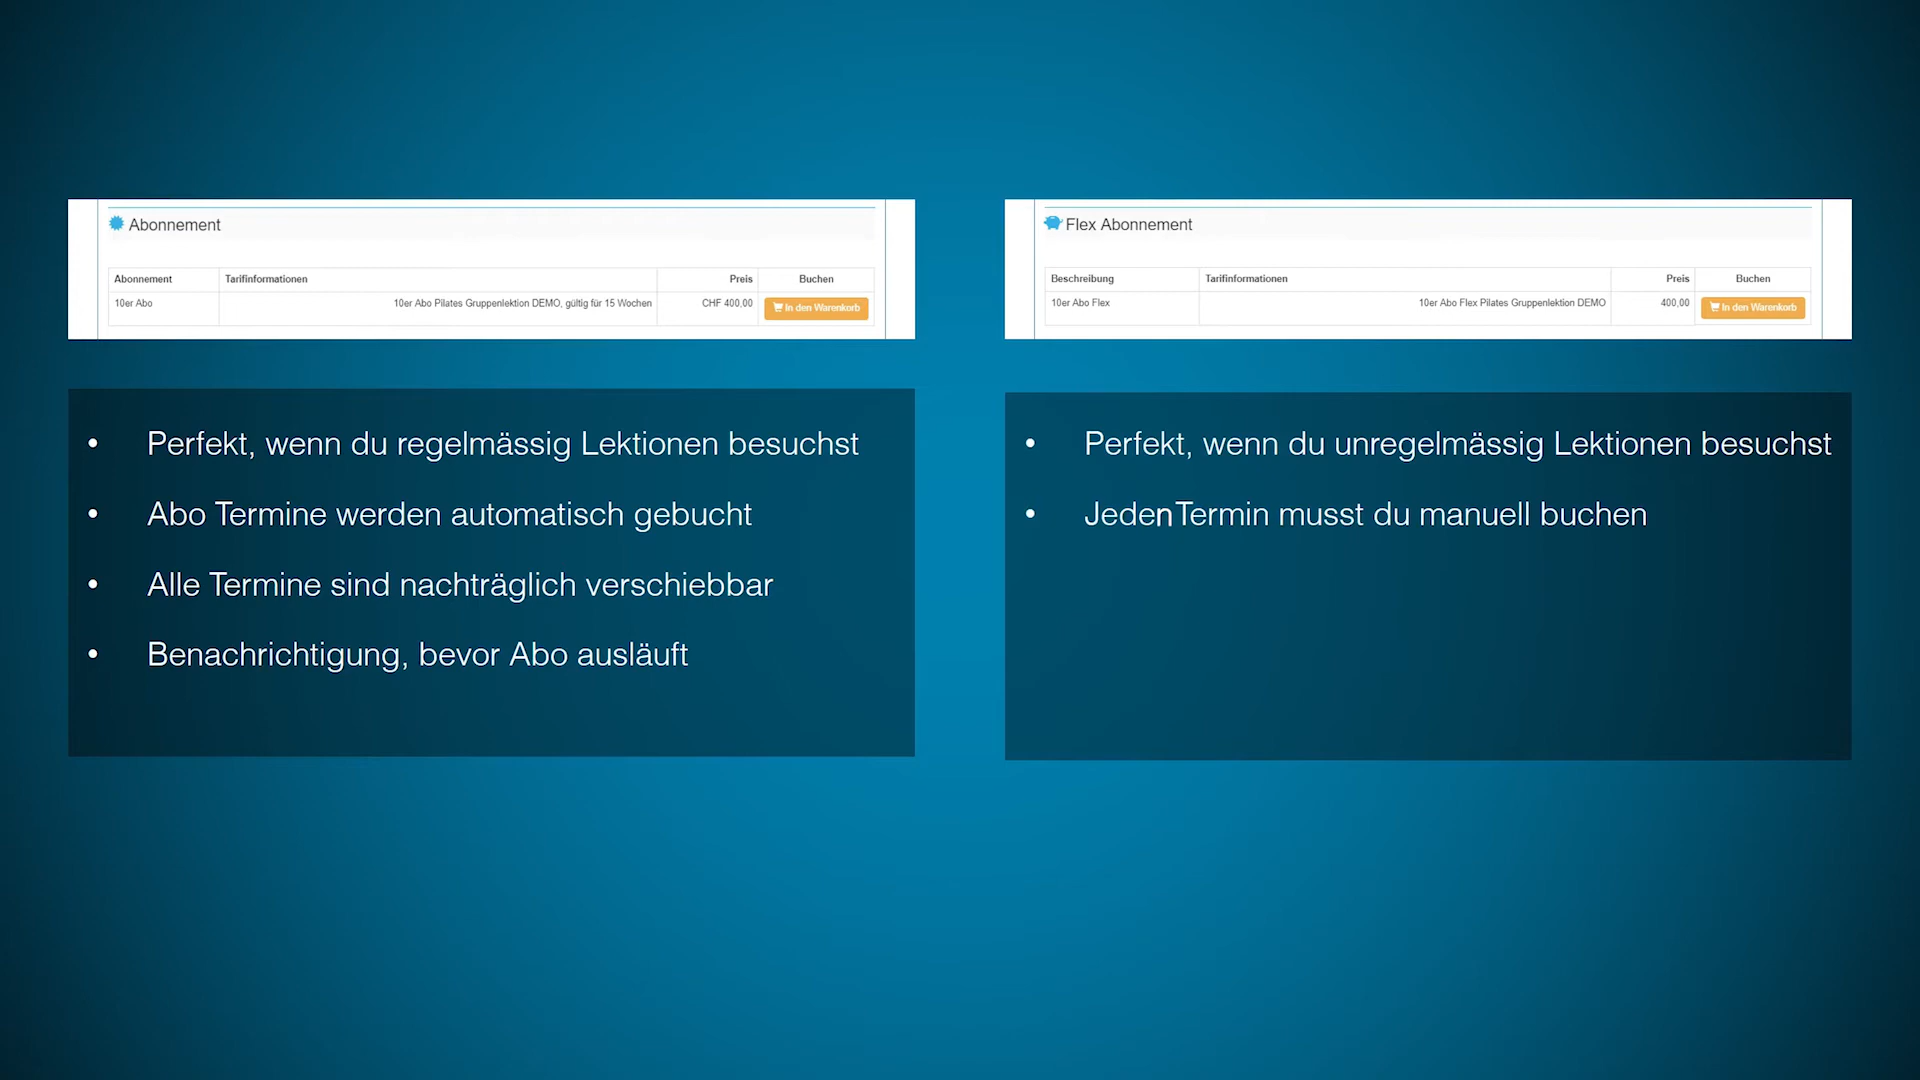 Abonnement
Abonnement Tarifinformationen Preis Buchen
10er Abo 10er Abo Pilates Gruppenlektion DEMO, gültig für 15 Wochen CHF 400,00 In den Warenkorb
Perfekt, wenn du regelmässig Lektionen besuchst
Abo Termine werden automatisch gebucht
Alle Termine sind nachträglich verschiebbar
Benachrichtigung, bevor Abo ausläuft
Flex Abonnement
Beschreibung Tarifinformationen Preis Buchen
10er Abo Flex 10er Abo Flex Pilates Gruppenlektion DEMO 400,00 In den Warenkorb
Perfekt, wenn du unregelmässig Lektionen besuchst
Jeden Termin musst du manuell buchen